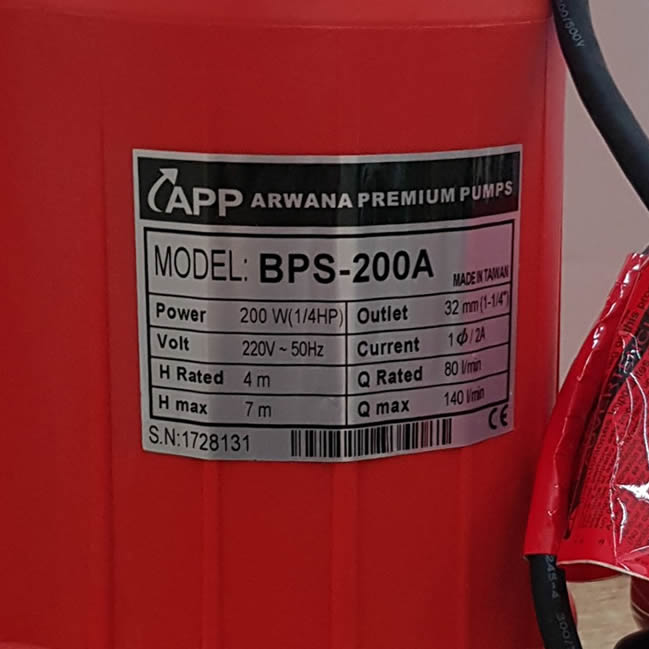 APP ARWANA PREMIUM PUMPS
MODEL: BPS-200A MADE IN TAIWAN
Power 200 W(1/4HP) Outlet 32 mm (1-1/4")
Volt 220V ~ 50Hz Current 1ϕ/2A
H Rated 4 m Q Rated 80 l/min
H max 7 m Q max 140 l/min
S.N:1728131 CE